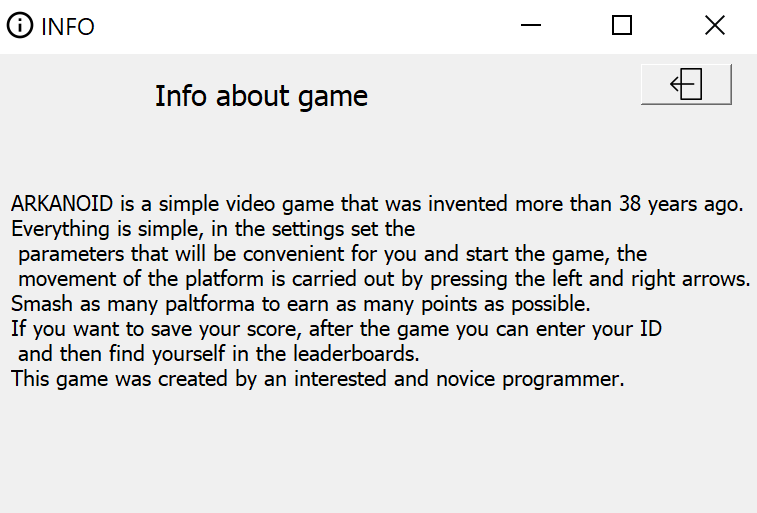 INFO
Info about game
ARKANOID is a simple video game that was invented more than 38 years ago.
Everything is simple, in the settings set the
parameters that will be convenient for you and start the game, the
movement of the platform is carried out by pressing the left and right arrows.
Smash as many paltforma to earn as many points as possible.
If you want to save your score, after the game you can enter your ID
and then find yourself in the leaderboards.
This game was created by an interested and novice programmer.